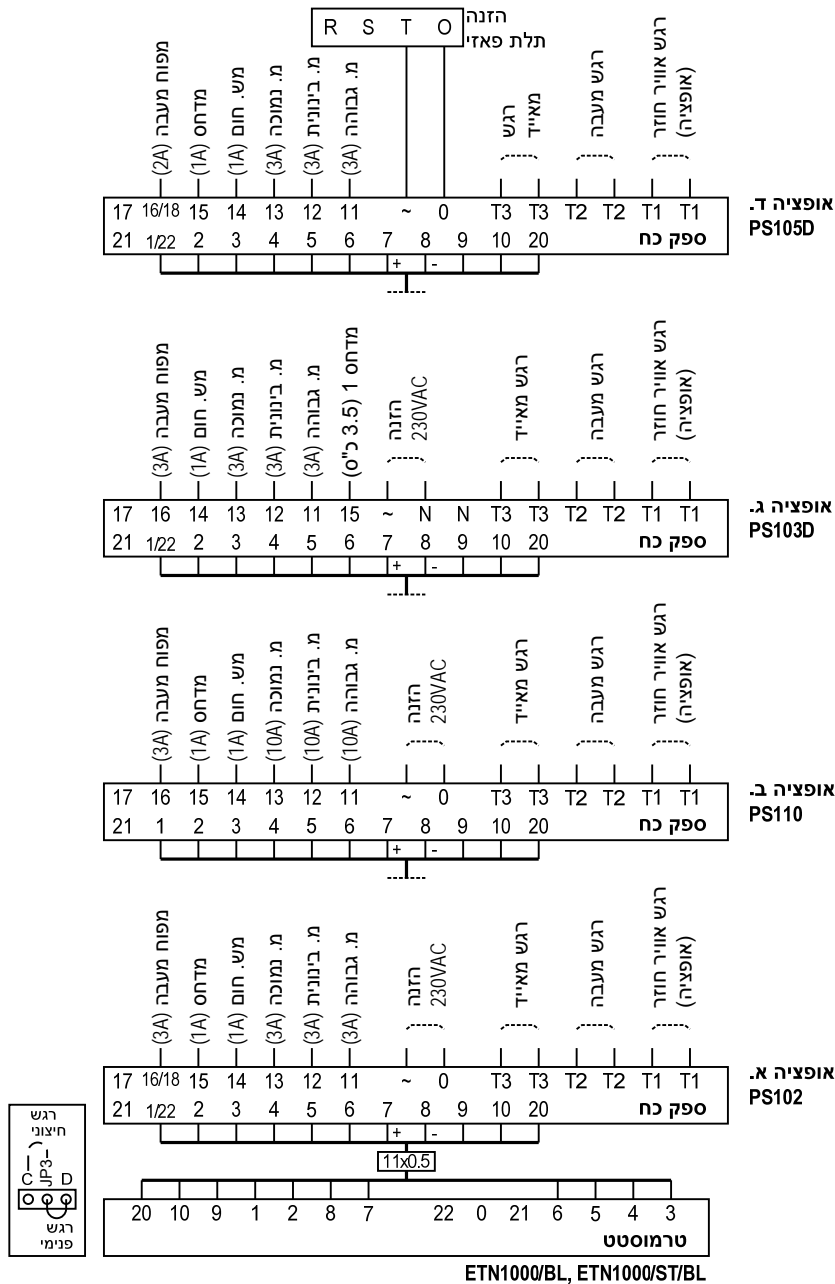 R S T O
הזנה
תלת פאזי
מפוח מעבה (2A)
מדחס (1A)
מש. חום (1A)
מ. נמוכה (3A)
מ. בינונית (3A)
מ. גבוהה (3A)
רגש
מאייד
רגש מעבה
רגש אוויר חוזר
(אופציה)
17 16/18 15 14 13 12 11 ~ 0 T3 T3 T2 T2 T1 T1
21 1/22 2 3 4 5 6 7 8 9 10 20 ספק כח
+ -
אופציה ד.
PS105D
מפוח מעבה (3A)
מש. חום (1A)
מ. נמוכה (3A)
מ. בינונית (3A)
מ. גבוהה (3A)
מדחס 1 (3.5 כ"ס)
הזנה
230VAC
רגש מאייד
רגש מעבה
רגש אוויר חוזר
(אופציה)
17 16 14 13 12 11 15 ~ N N T3 T3 T2 T2 T1 T1
21 1/22 2 3 4 5 6 7 8 9 10 20 ספק כח
+ -
אופציה ג.
PS103D
מפוח מעבה (3A)
מדחס (1A)
מש. חום (1A)
מ. נמוכה (10A)
מ. בינונית (10A)
מ. גבוהה (10A)
הזנה
230VAC
רגש מאייד
רגש מעבה
רגש אוויר חוזר
(אופציה)
17 16 15 14 13 12 11 ~ 0 T3 T3 T2 T2 T1 T1
21 1 2 3 4 5 6 7 8 9 10 20 ספק כח
+ -
אופציה ב.
PS110
מפוח מעבה (3A)
מדחס (1A)
מש. חום (1A)
מ. נמוכה (3A)
מ. בינונית (3A)
מ. גבוהה (3A)
הזנה
230VAC
רגש מאייד
רגש מעבה
רגש אוויר חוזר
(אופציה)
17 16/18 15 14 13 12 11 ~ 0 T3 T3 T2 T2 T1 T1
21 1/22 2 3 4 5 6 7 8 9 10 20 ספק כח
+ -
אופציה א.
PS102
11x0.5
רגש
חיצוני
C JP3 D
רגש
פנימי
20 10 9 1 2 8 7 22 0 21 6 5 4 3
טרמוסטט
ETN1000/BL, ETN1000/ST/BL